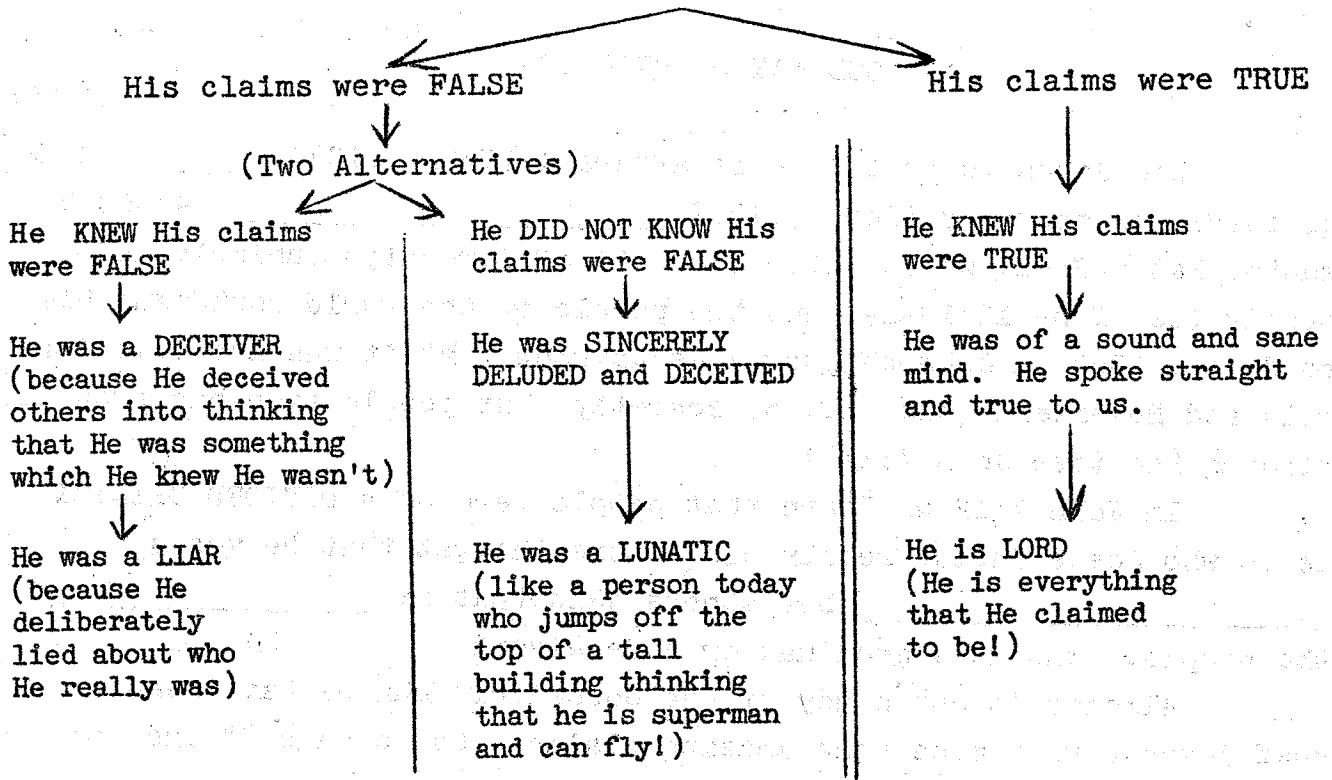 His claims were FALSE
His claims were TRUE
(Two Alternatives)
He KNEW His claims
were FALSE
He was a DECEIVER
(because He deceived
others into thinking
that He was something
which He knew He wasn't)
He was a LIAR
(because He
deliberately
lied about who
He really was)
He DID NOT KNOW His
claims were FALSE
He was SINCERELY
DELUDED and DECEIVED
He was a LUNATIC
(like a person today
who jumps off the
top of a tall
building thinking
that he is superman
and can fly!)
He KNEW His claims
were TRUE
He was of a sound and sane
mind. He spoke straight
and true to us.
He is LORD
(He is everything
that He claimed
to be!)